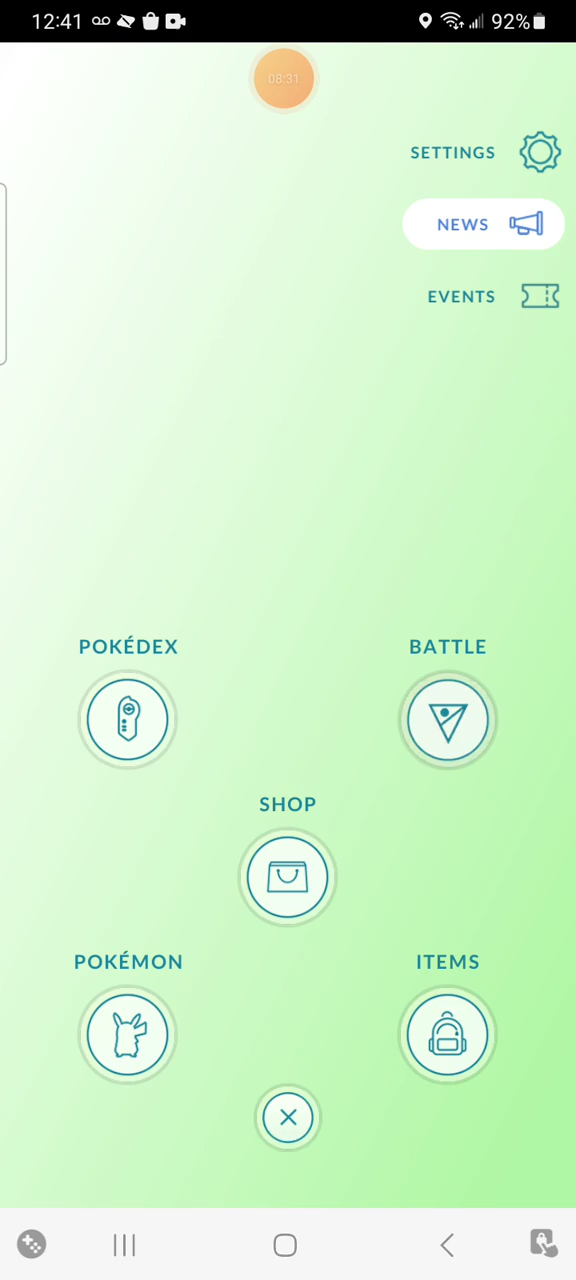 12:41
92%
08:31
SETTINGS
NEWS
EVENTS
POKÉDEX
BATTLE
SHOP
POKÉMON
ITEMS